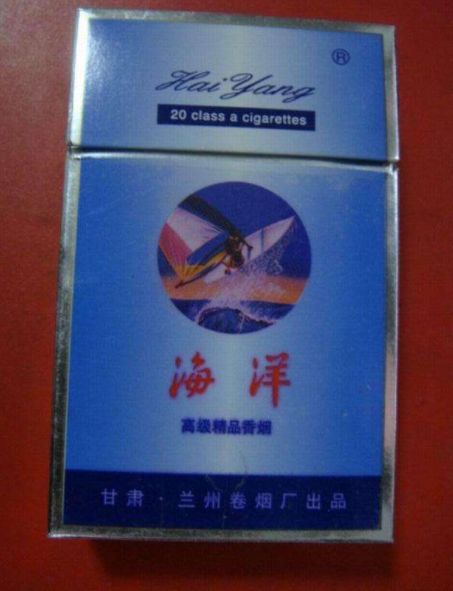 ®
Hai Yang
20 class a cigarettes
海洋
高级精品香烟
甘肃·兰州卷烟厂出品